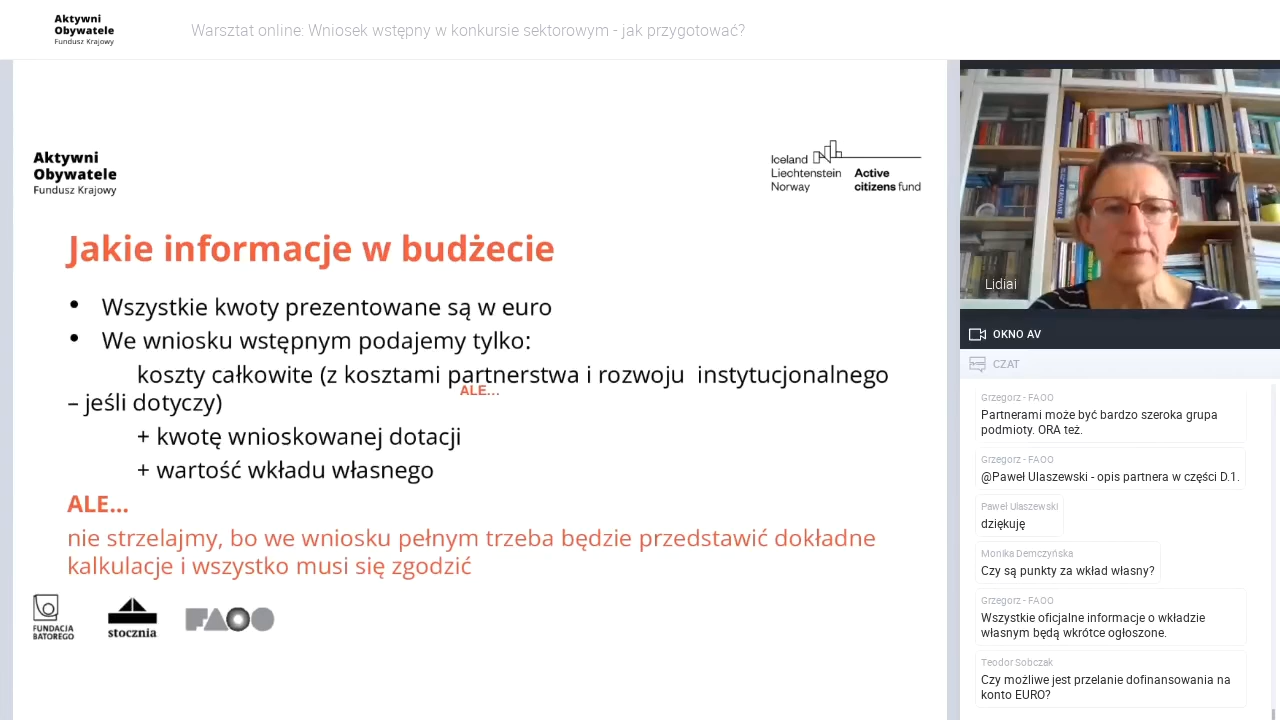 Aktywni
Obywatele
Fundusz Krajowy
Warsztat online: Wniosek wstępny w konkursie sektorowym - jak przygotować?
Aktywni
Obywatele
Fundusz Krajowy
Iceland
Liechtenstein
Norway
Active
citizens fund
Jakie informacje w budżecie
• Wszystkie kwoty prezentowane są w euro
• We wniosku wstępnym podajemy tylko:
koszty całkowite (z kosztami partnerstwa i rozwoju instytucjonalnego
– jeśli dotyczy)
ALE...
+ kwotę wnioskowanej dotacji
+ wartość wkładu własnego
ALE...
nie strzelajmy, bo we wniosku pełnym trzeba będzie przedstawić dokładne
kalkulacje i wszystko musi się zgodzić
FUNDACJA
BATOREGO
stocznia
FAOO
Lidiai
OKNO AV
CZAT
Grzegorz - FAOO
Partnerami może być bardzo szeroka grupa
podmioty. ORA też.
Grzegorz - FAOO
@Paweł Ulaszewski - opis partnera w części D.1.
Paweł Ulaszewski
dziękuję
Monika Demczyńska
Czy są punkty za wkład własny?
Grzegorz - FAOO
Wszystkie oficjalne informacje o wkładzie
własnym będą wkrótce ogłoszone.
Teodor Sobczak
Czy możliwe jest przelanie dofinansowania na
konto EURO?